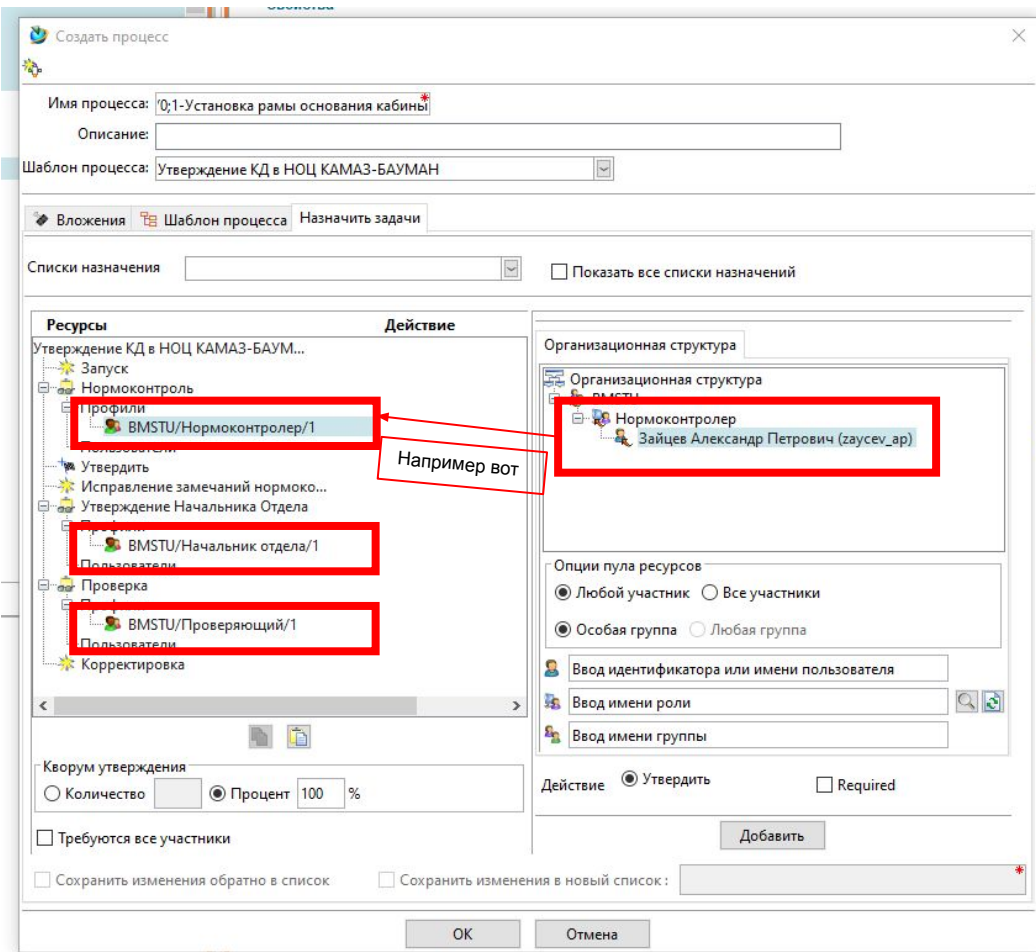 Создать процесс
Имя процесса: '0;1-Установка рамы основания кабины*
Описание:
Шаблон процесса: Утверждение КД в НОЦ КАМАЗ-БАУМАН
Вложения Шаблон процесса Назначить задачи
Списки назначения Показать все списки назначений
Ресурсы Действие
Утверждение КД в НОЦ КАМАЗ-БАУМ...
Запуск
Нормоконтроль
Профили
BMSTU/Нормоконтролер/1
Утвердить
Исправление замечаний нормоко...
Утверждение Начальника Отдела
BMSTU/Начальник отдела/1
Пользователи
Проверка
BMSTU/Проверяющий/1
Пользователи
Корректировка
Например вот
Организационная структура
Организационная структура
BMSTU
Нормоконтролер
Зайцев Александр Петрович (zaycev_ap)
Опции пула ресурсов
Любой участник Все участники
Особая группа Любая группа
Ввод идентификатора или имени пользователя
Ввод имени роли
Ввод имени группы
Кворум утверждения
Количество Процент 100 %
Требуются все участники
Действие Утвердить Required
Добавить
Сохранить изменения обратно в список Сохранить изменения в новый список : *
OK Отмена